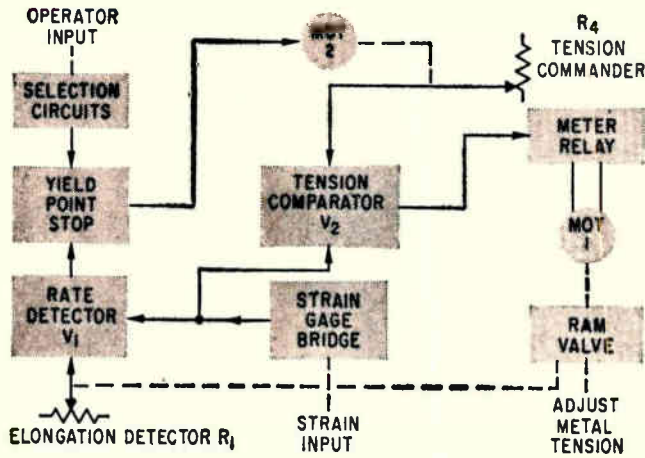 OPERATOR
INPUT
SELECTION
CIRCUITS
YIELD
POINT
STOP
RATE
DETECTOR
V1
ELONGATION DETECTOR R1
2
TENSION
COMPARATOR
V2
STRAIN
GAGE
BRIDGE
STRAIN
INPUT
R4
TENSION
COMMANDER
METER
RELAY
MOT
1
RAM
VALVE
ADJUST
METAL
TENSION